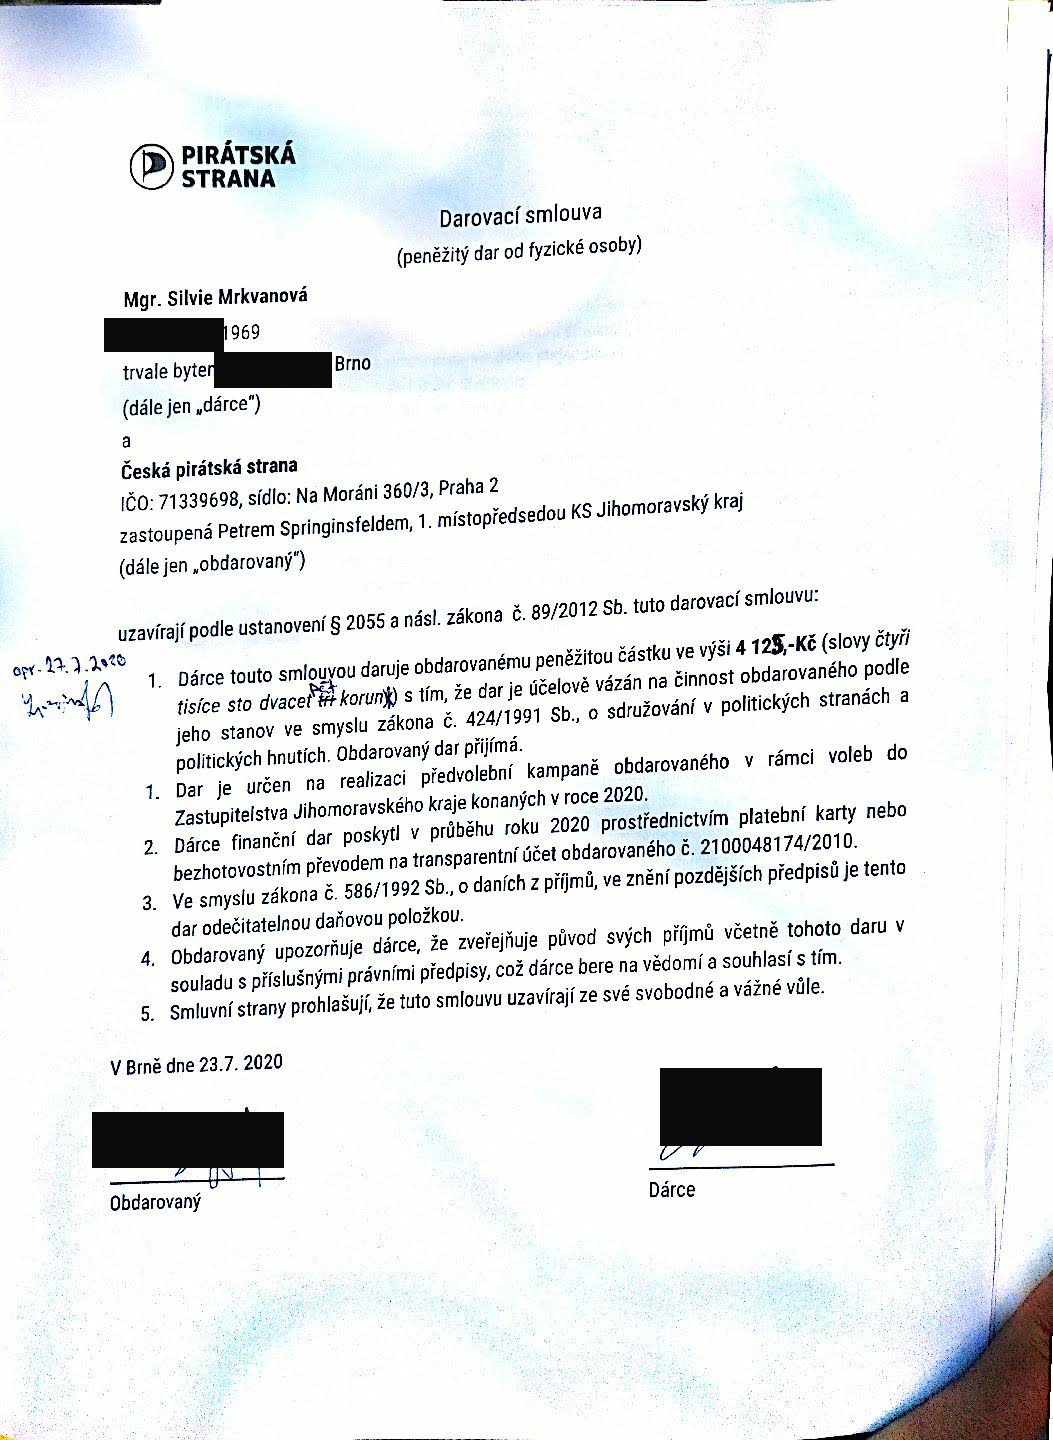 PIRÁTSKÁ
STRANA
Darovací smlouva
(peněžitý dar od fyzické osoby)
Mgr. Silvie Mrkvanová
1969
trvale bytem Brno
(dále jen „dárce")
a
Česká pirátská strana
IČO: 71339698, sídlo: Na Moráni 360/3, Praha 2
zastoupená Petrem Springinsfeldem, 1. místopředsedou KS Jihomoravský kraj
(dále jen „obdarovaný")
uzavírají podle ustanovení § 2055 a násl. zákona č. 89/2012 Sb. tuto darovací smlouvu:
opr. 27.7.2020
1. Dárce touto smlouvou daruje obdarovanému peněžitou částku ve výši 4 125,-Kč (slovy čtyři
tisíce sto dvacet pět korun) s tím, že dar je účelově vázán na činnost obdarovaného podle
jeho stanov ve smyslu zákona č. 424/1991 Sb., o sdružování v politických stranách a
politických hnutích. Obdarovaný dar přijímá.
1. Dar je určen na realizaci předvolební kampaně obdarovaného v rámci voleb do
Zastupitelstva Jihomoravského kraje konaných v roce 2020.
2. Dárce finanční dar poskytl v průběhu roku 2020 prostřednictvím platební karty nebo
bezhotovostním převodem na transparentní účet obdarovaného č. 2100048174/2010.
3. Ve smyslu zákona č. 586/1992 Sb., o daních z příjmů, ve znění pozdějších předpisů je tento
dar odečitatelnou daňovou položkou.
4. Obdarovaný upozorňuje dárce, že zveřejňuje původ svých příjmů včetně tohoto daru v
souladu s příslušnými právními předpisy, což dárce bere na vědomí a souhlasí s tím.
5. Smluvní strany prohlašují, že tuto smlouvu uzavírají ze své svobodné a vážné vůle.
V Brně dne 23.7. 2020
Obdarovaný
Dárce